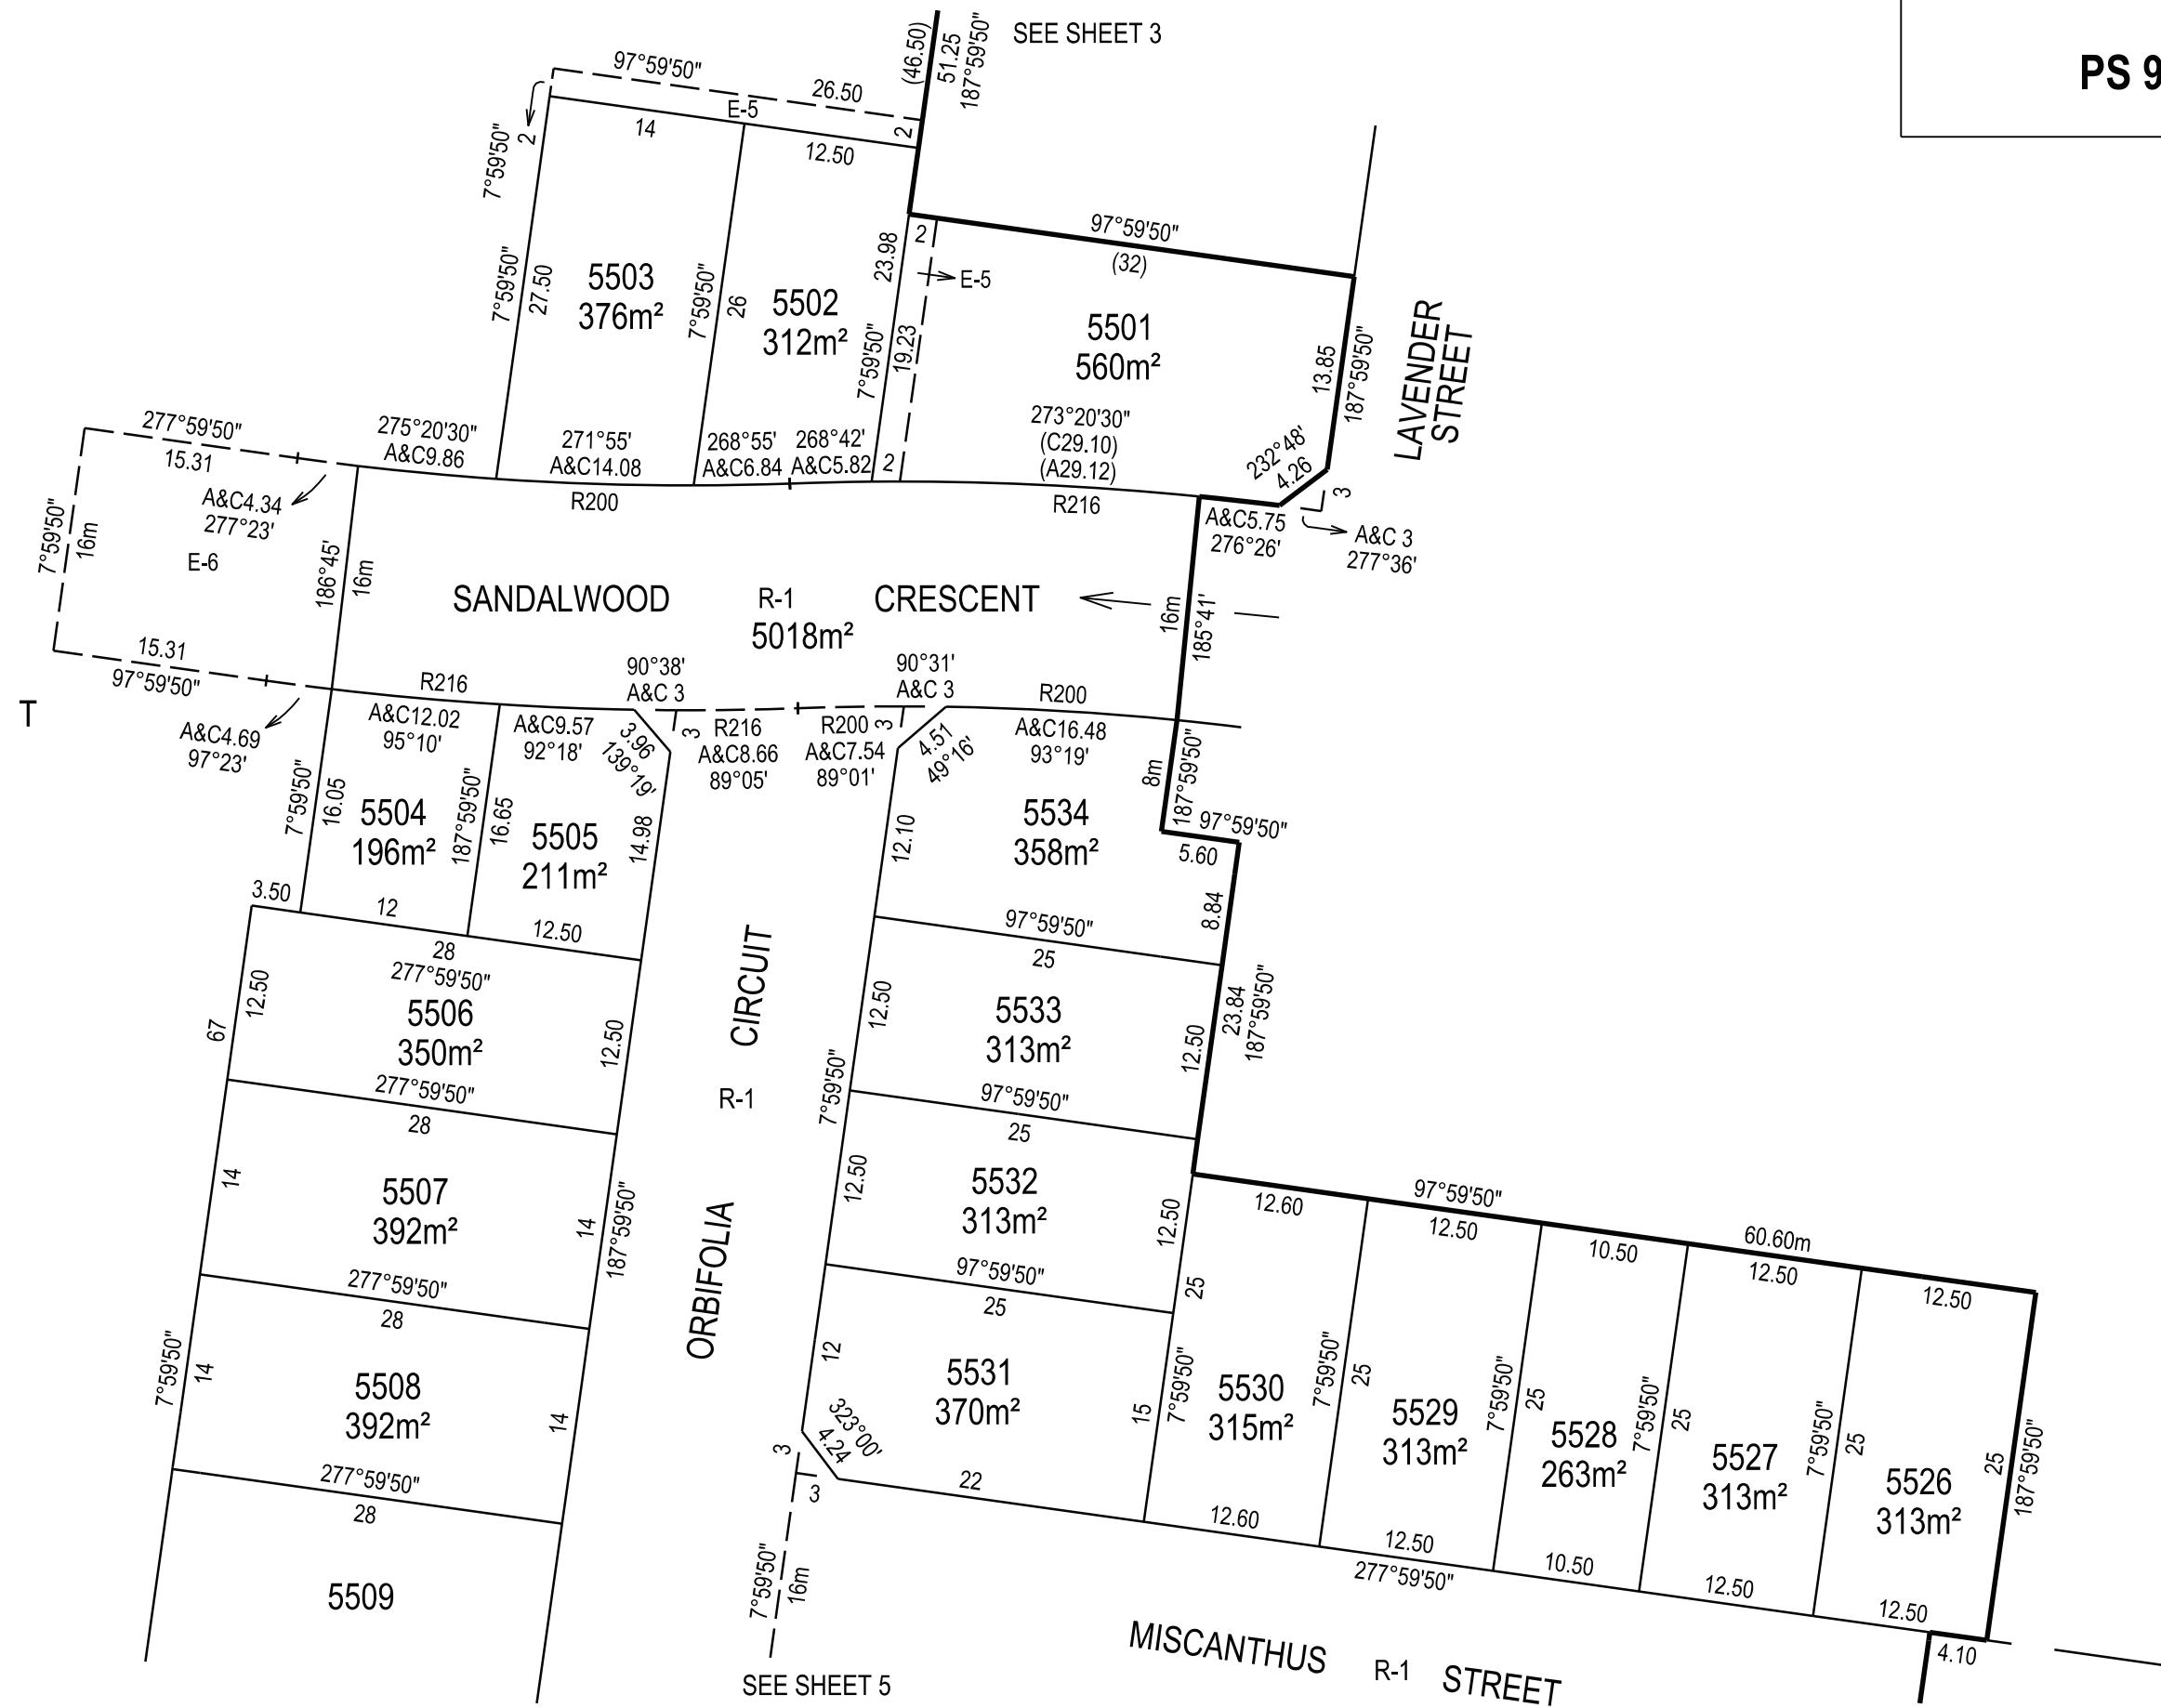 SEE SHEET 3
PS 9
(46.50)
51.25
187°59'50"
97°59'50"
26.50
E-5
2
7°59'50"
2
14
12.50
2
7°59'50"
27.50
5503
376m²
7°59'50"
26
5502
312m²
23.98
7°59'50"
2
E-5
19.23
2
97°59'50"
(32)
5501
560m²
13.85
187°59'50"
LAVENDER
STREET
232°48'
4.26
3
273°20'30"
(C29.10)
(A29.12)
R216
277°59'50"
15.31
275°20'30"
A&C9.86
271°55'
A&C14.08
R200
268°55'
A&C6.84
268°42'
A&C5.82
A&C4.34
277°23'
7°59'50"
16m
E-6
186°45'
16m
A&C5.75
276°26'
A&C 3
277°36'
SANDALWOOD
R-1
CRESCENT
5018m²
16m
185°41'
15.31
97°59'50"
T
A&C4.69
97°23'
R216
90°38'
A&C 3
90°31'
A&C 3
R200
A&C12.02
95°10'
A&C9.57
92°18'
3.96
139°19'
3
R216
A&C8.66
89°05'
R200
A&C7.54
89°01'
3
4.51
49°16'
A&C16.48
93°19'
8m
187°59'50"
97°59'50"
5.60
7°59'50"
16.05
5504
196m²
187°59'50"
16.65
5505
211m²
14.98
12.10
5534
358m²
8.84
3.50
12
12.50
28
277°59'50"
97°59'50"
25
67
12.50
5506
350m²
12.50
CIRCUIT
R-1
ORBIFOLIA
12.50
5533
313m²
12.50
23.84
187°59'50"
277°59'50"
28
7°59'50"
97°59'50"
25
14
5507
392m²
14
187°59'50"
12.50
5532
313m²
12.50
277°59'50"
28
97°59'50"
25
7°59'50"
14
5508
392m²
14
12
5531
370m²
15
323°00'
4.24
3
3
22
277°59'50"
28
5509
7°59'50"
16m
12.60
97°59'50"
12.50
10.50
60.60m
12.50
12.50
25
7°59'50"
5530
315m²
7°59'50"
25
5529
313m²
7°59'50"
25
5528
263m²
7°59'50"
25
5527
313m²
7°59'50"
25
5526
313m²
25
187°59'50"
12.60
12.50
277°59'50"
10.50
12.50
12.50
4.10
MISCANTHUS
R-1
STREET
SEE SHEET 5